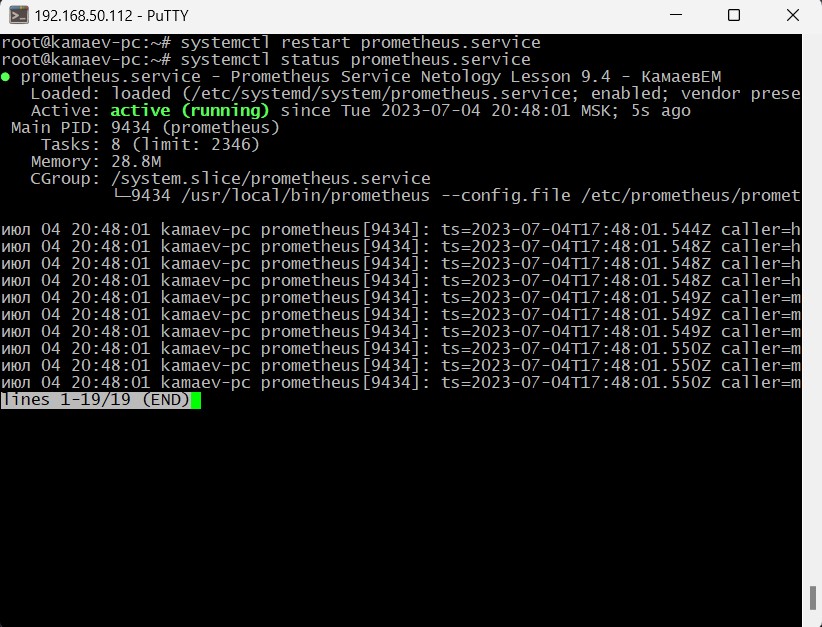 192.168.50.112 - PuTTY
root@kamaev-pc:~# systemctl restart prometheus.service
root@kamaev-pc:~# systemctl status prometheus.service
● prometheus.service - Prometheus Service Netology Lesson 9.4 - КамаевЕМ
Loaded: loaded (/etc/systemd/system/prometheus.service; enabled; vendor prese
Active: active (running) since Tue 2023-07-04 20:48:01 MSK; 5s ago
Main PID: 9434 (prometheus)
Tasks: 8 (limit: 2346)
Memory: 28.8M
CGroup: /system.slice/prometheus.service
└─9434 /usr/local/bin/prometheus --config.file /etc/prometheus/promet
июл 04 20:48:01 kamaev-pc prometheus[9434]: ts=2023-07-04T17:48:01.544Z caller=h
июл 04 20:48:01 kamaev-pc prometheus[9434]: ts=2023-07-04T17:48:01.548Z caller=h
июл 04 20:48:01 kamaev-pc prometheus[9434]: ts=2023-07-04T17:48:01.548Z caller=h
июл 04 20:48:01 kamaev-pc prometheus[9434]: ts=2023-07-04T17:48:01.548Z caller=h
июл 04 20:48:01 kamaev-pc prometheus[9434]: ts=2023-07-04T17:48:01.549Z caller=m
июл 04 20:48:01 kamaev-pc prometheus[9434]: ts=2023-07-04T17:48:01.549Z caller=m
июл 04 20:48:01 kamaev-pc prometheus[9434]: ts=2023-07-04T17:48:01.549Z caller=m
июл 04 20:48:01 kamaev-pc prometheus[9434]: ts=2023-07-04T17:48:01.550Z caller=m
июл 04 20:48:01 kamaev-pc prometheus[9434]: ts=2023-07-04T17:48:01.550Z caller=m
июл 04 20:48:01 kamaev-pc prometheus[9434]: ts=2023-07-04T17:48:01.550Z caller=m
lines 1-19/19 (END)